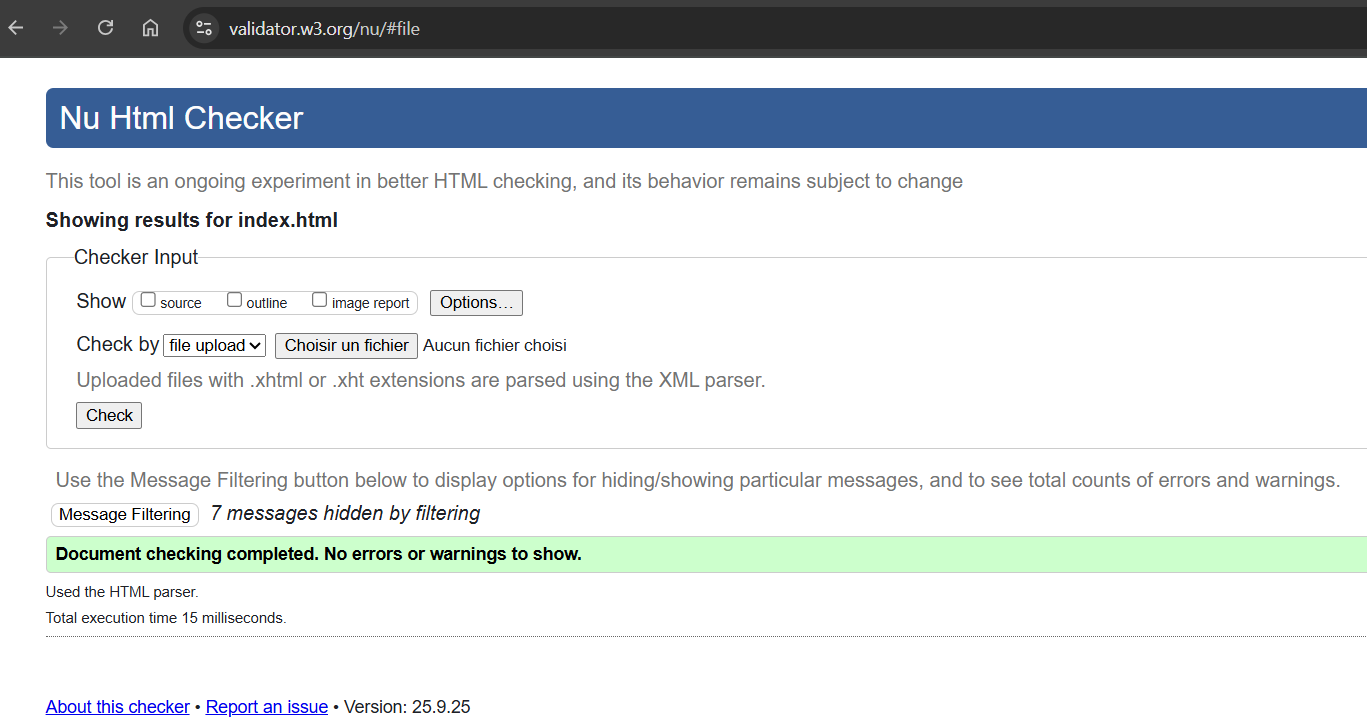 validator.w3.org/nu/#file
Nu Html Checker
This tool is an ongoing experiment in better HTML checking, and its behavior remains subject to change
Showing results for index.html
Checker Input
Show source outline image report Options…
Check by file upload Choisir un fichier Aucun fichier choisi
Uploaded files with .xhtml or .xht extensions are parsed using the XML parser.
Check
Use the Message Filtering button below to display options for hiding/showing particular messages, and to see total counts of errors and warnings.
Message Filtering 7 messages hidden by filtering
Document checking completed. No errors or warnings to show.
Used the HTML parser.
Total execution time 15 milliseconds.
About this checker • Report an issue • Version: 25.9.25